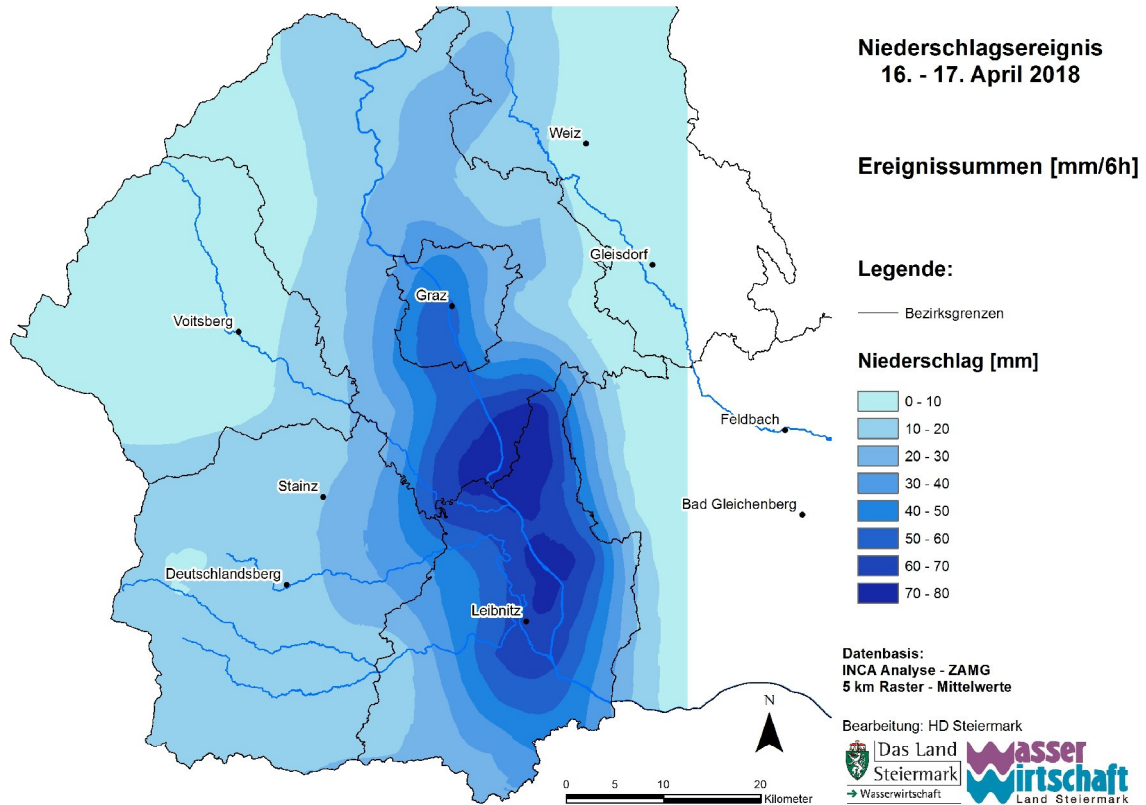 Niederschlagsereignis
16. - 17. April 2018
Ereignissummen [mm/6h]
Legende:
Bezirksgrenzen
Niederschlag [mm]
0 - 10
10 - 20
20 - 30
30 - 40
40 - 50
50 - 60
60 - 70
70 - 80
Weiz
Gleisdorf
Graz
Voitsberg
Feldbach
Stainz
Bad Gleichenberg
Deutschlandsberg
Leibnitz
Datenbasis:
INCA Analyse - ZAMG
5 km Raster - Mittelwerte
Bearbeitung: HD Steiermark
N
0 5 10 20
Kilometer
Das Land
Steiermark
→ Wasserwirtschaft
Wasser
Wirtschaft
Land Steiermark